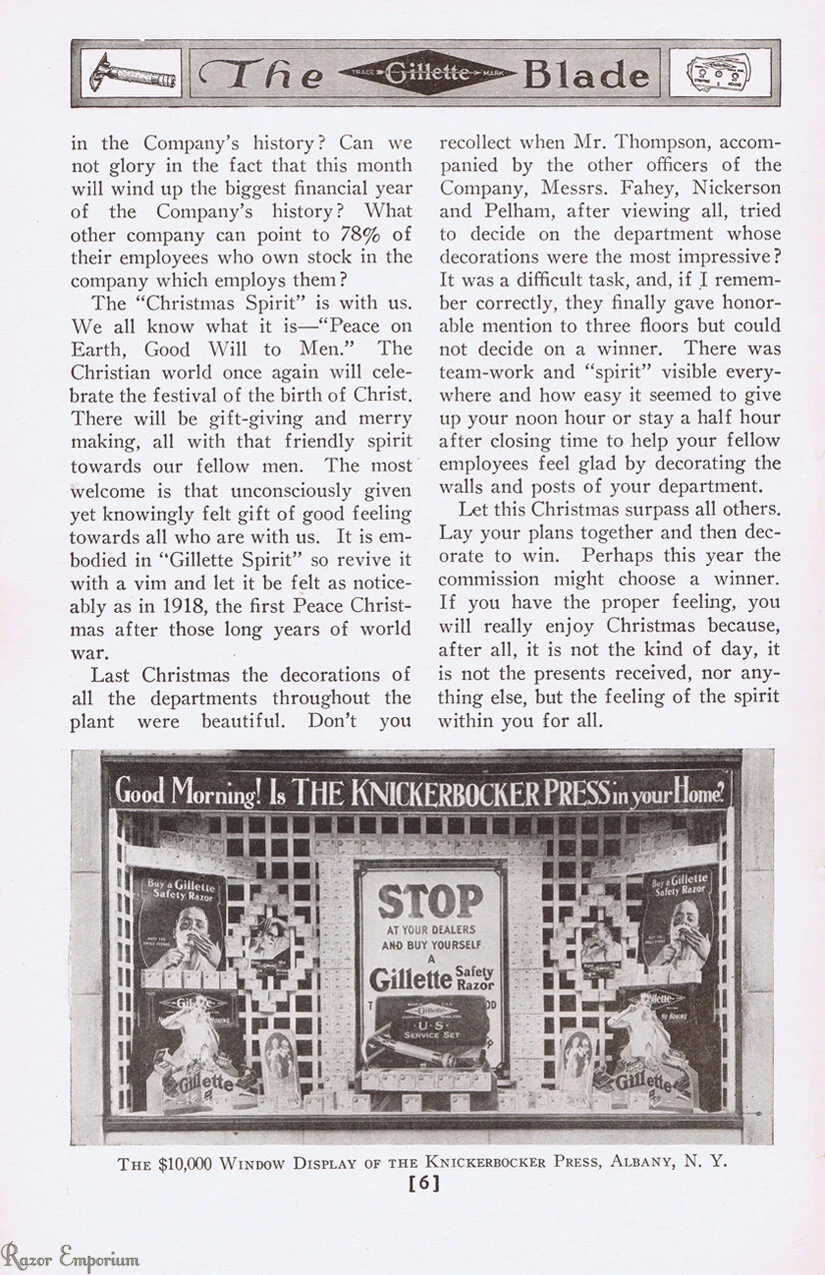 The Gillette Blade
TRADE MARK
in the Company's history? Can we
not glory in the fact that this month
will wind up the biggest financial year
of the Company's history? What
other company can point to 78% of
their employees who own stock in the
company which employs them?
The "Christmas Spirit" is with us.
We all know what it is—"Peace on
Earth, Good Will to Men." The
Christian world once again will cele-
brate the festival of the birth of Christ.
There will be gift-giving and merry
making, all with that friendly spirit
towards our fellow men. The most
welcome is that unconsciously given
yet knowingly felt gift of good feeling
towards all who are with us. It is em-
bodied in "Gillette Spirit" so revive it
with a vim and let it be felt as notice-
ably as in 1918, the first Peace Christ-
mas after those long years of world
war.
Last Christmas the decorations of
all the departments throughout the
plant were beautiful. Don't you
recollect when Mr. Thompson, accom-
panied by the other officers of the
Company, Messrs. Fahey, Nickerson
and Pelham, after viewing all, tried
to decide on the department whose
decorations were the most impressive?
It was a difficult task, and, if I remem-
ber correctly, they finally gave honor-
able mention to three floors but could
not decide on a winner. There was
team-work and "spirit" visible every-
where and how easy it seemed to give
up your noon hour or stay a half hour
after closing time to help your fellow
employees feel glad by decorating the
walls and posts of your department.
Let this Christmas surpass all others.
Lay your plans together and then dec-
orate to win. Perhaps this year the
commission might choose a winner.
If you have the proper feeling, you
will really enjoy Christmas because,
after all, it is not the kind of day, it
is not the presents received, nor any-
thing else, but the feeling of the spirit
within you for all.
Good Morning! Is THE KNICKERBOCKER PRESS in your Home?
Buy a Gillette
Safety Razor
STOP
AT YOUR DEALERS
AND BUY YOURSELF
A
Gillette Safety
Razor
Gillette
U.S.
SERVICE SET
Buy a Gillette
Safety Razor
Gillette
HONING
Gillette
Gillette
No HONING
Gillette
THE $10,000 WINDOW DISPLAY OF THE KNICKERBOCKER PRESS, ALBANY, N. Y.
[6]
Razor Emporium